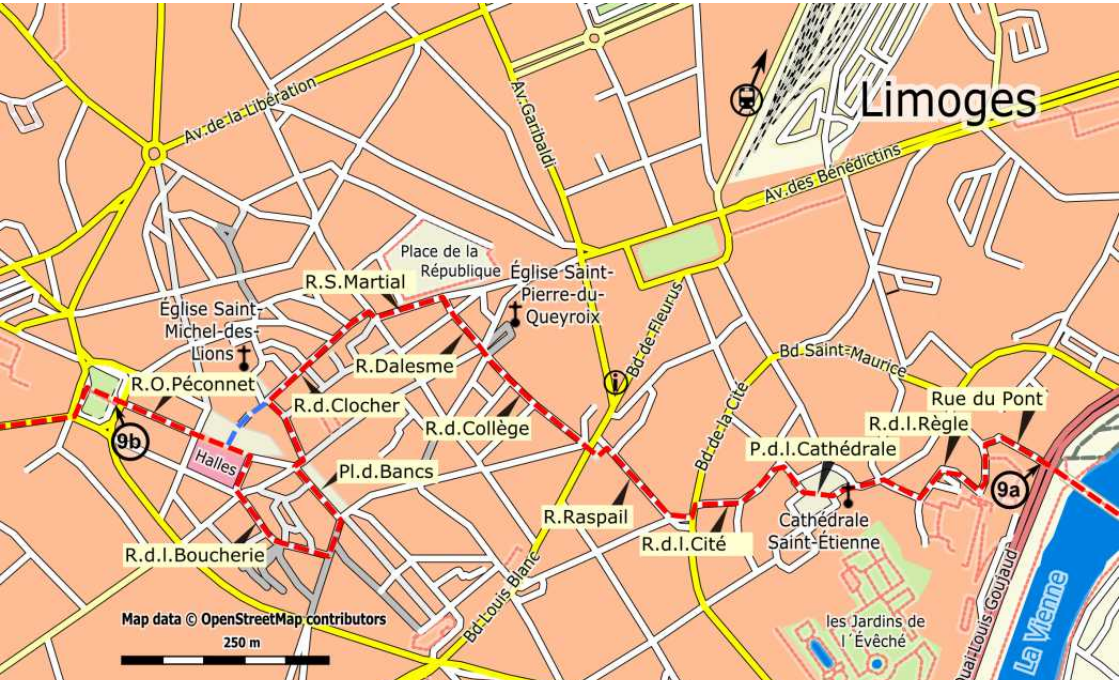 Limoges
Av.de la Libération
Av.Garibaldi
Av.des Bénédictins
Place de la
République
R.S.Martial
Église Saint-
Pierre-du-
Queyroix
Église Saint-
Michel-des-
Lions
Bd de Fleurus
Bd Saint-Maurice
R.Dalesme
R.O.Péconnet
R.d.Clocher
Rue du Pont
R.d.Collège
Bd de la Cité
R.d.l.Règle
9b
Halles
P.d.l.Cathédrale
Pl.d.Bancs
9a
R.Raspail
Cathédrale
Saint-Étienne
R.d.l.Cité
R.d.l.Boucherie
Bd Louis Blanc
Quai Louis Goujaud
La Vienne
les Jardins de
l´Évêché
Map data © OpenStreetMap contributors
250 m